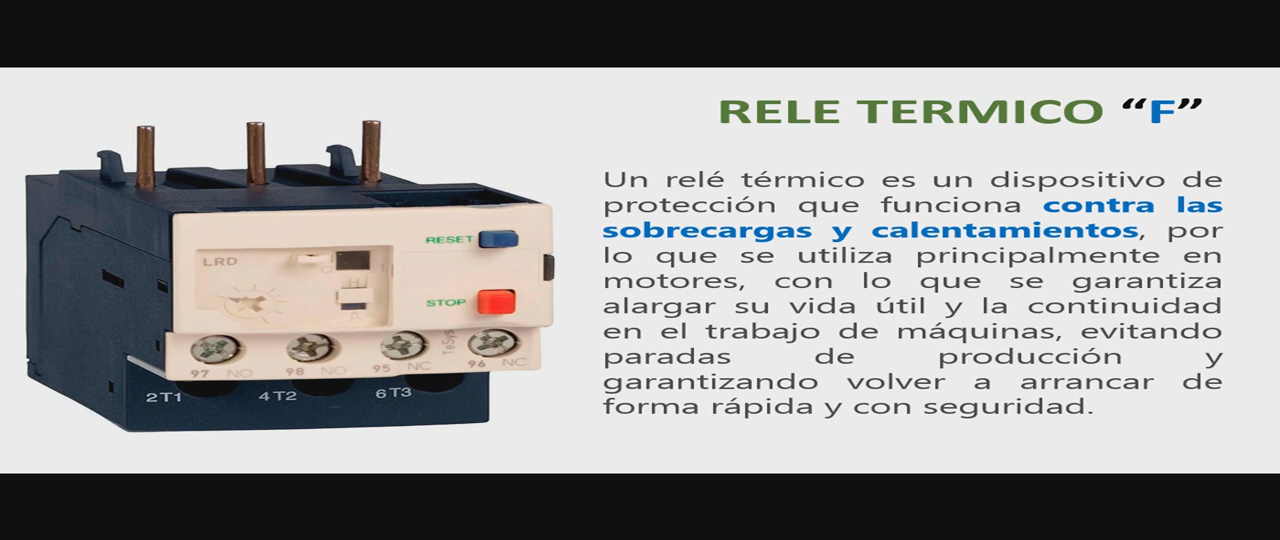 RELE TERMICO “F”
Un relé térmico es un dispositivo de
protección que funciona contra las
sobrecargas y calentamientos, por
lo que se utiliza principalmente en
motores, con lo que se garantiza
alargar su vida útil y la continuidad
en el trabajo de máquinas, evitando
paradas de producción y
garantizando volver a arrancar de
forma rápida y con seguridad.
RESET
LRD
STOP
H
A
TeSys
97 NO 98 NO 95 NC 96 NC
2T1 4T2 6T3